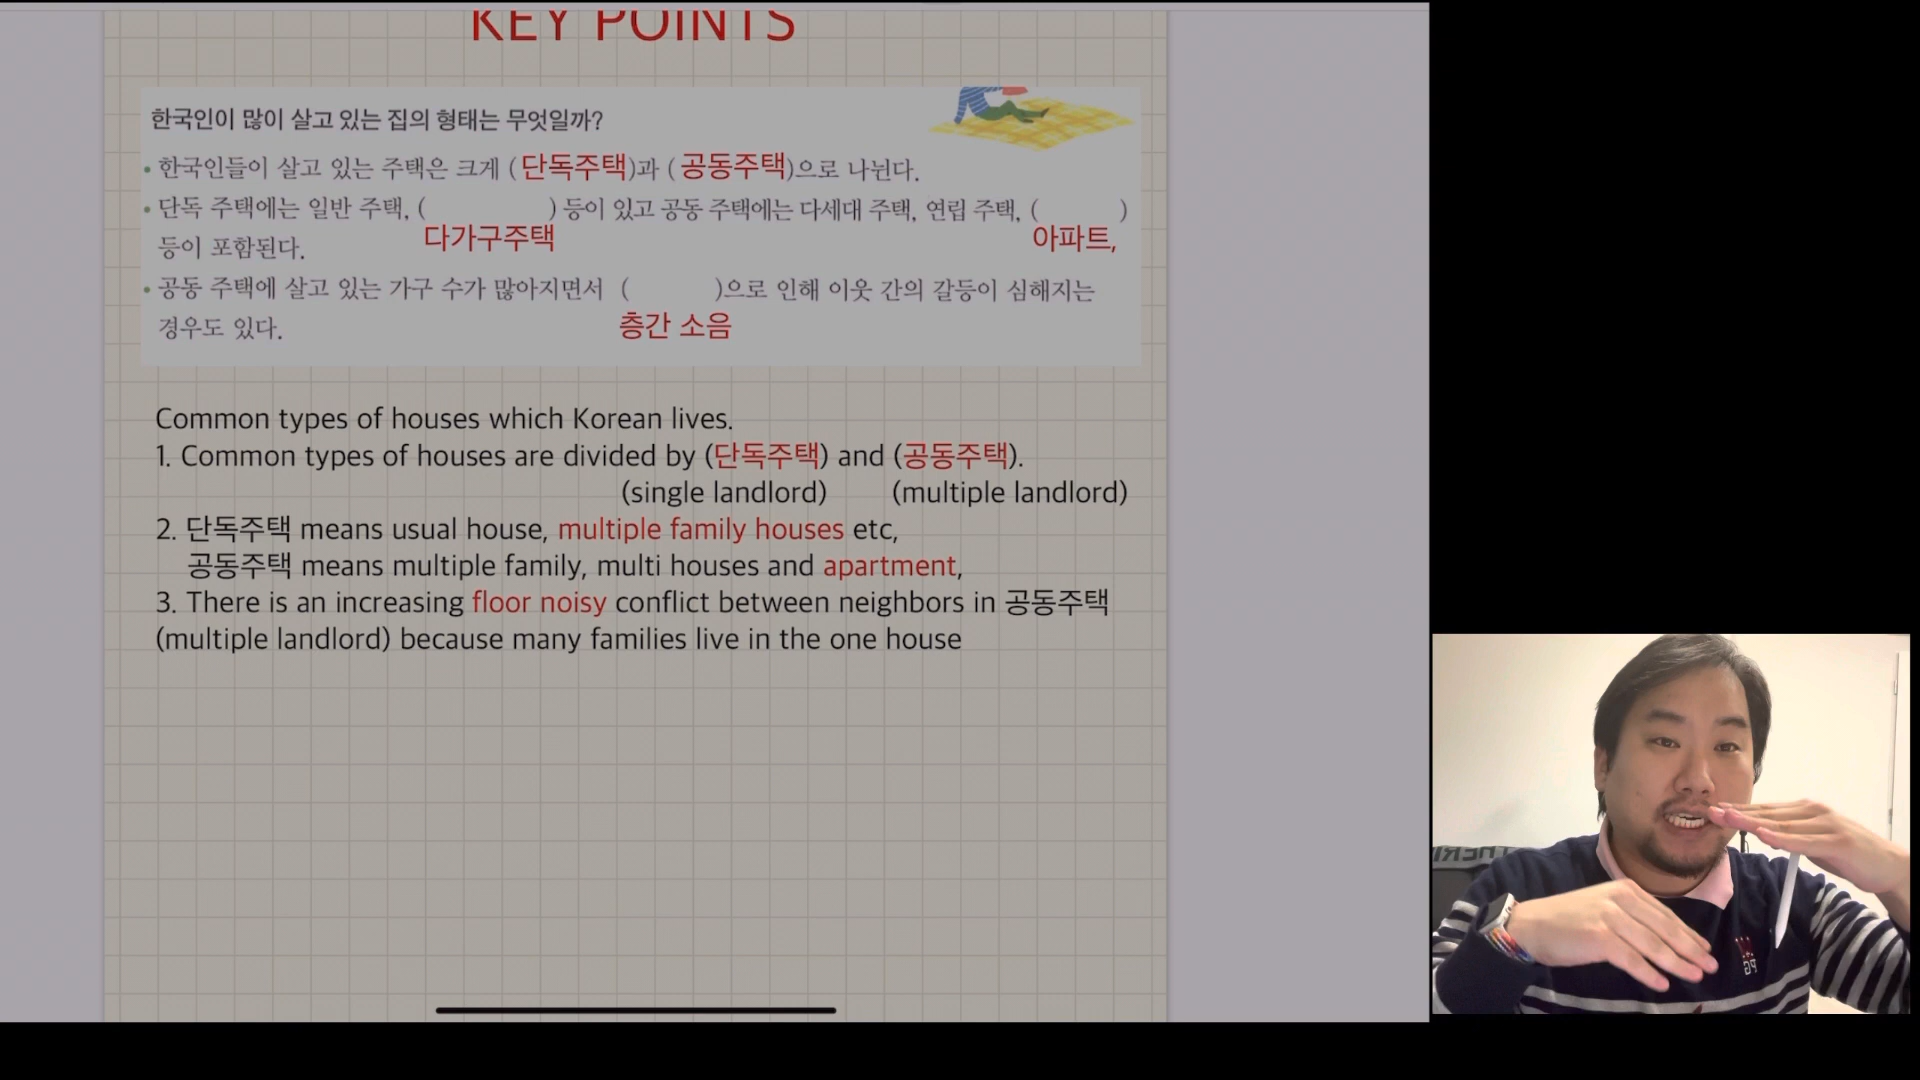 KEY POINTS
한국인이 많이 살고 있는 집의 형태는 무엇일까?
• 한국인들이 살고 있는 주택은 크게 (단독주택)과 (공동주택)으로 나뉜다.
• 단독 주택에는 일반 주택, ( ) 등이 있고 공동 주택에는 다세대 주택, 연립 주택, ( )
다가구주택 아파트,
등이 포함된다.
• 공동 주택에 살고 있는 가구 수가 많아지면서 ( )으로 인해 이웃 간의 갈등이 심해지는
층간 소음
경우도 있다.
Common types of houses which Korean lives.
1. Common types of houses are divided by (단독주택) and (공동주택).
(single landlord) (multiple landlord)
2. 단독주택 means usual house, multiple family houses etc,
공동주택 means multiple family, multi houses and apartment,
3. There is an increasing floor noisy conflict between neighbors in 공동주택
(multiple landlord) because many families live in the one house